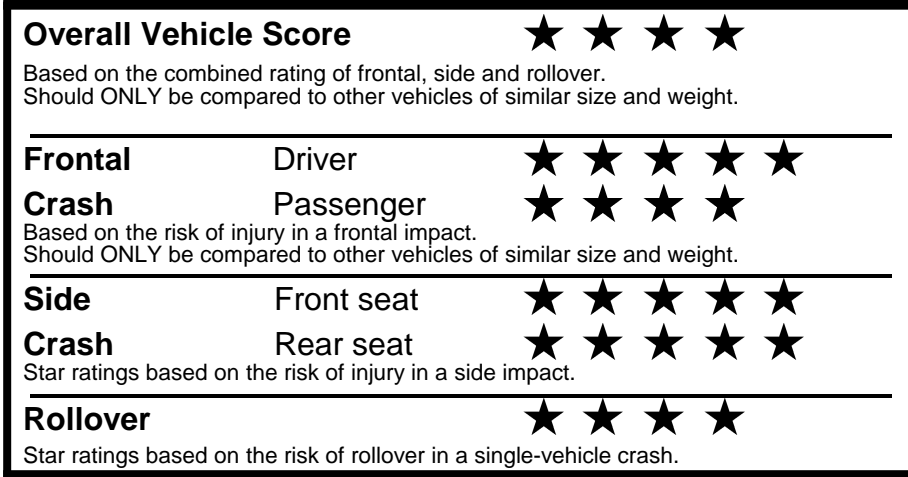 Overall Vehicle Score ★ ★ ★ ★
Based on the combined rating of frontal, side and rollover.
Should ONLY be compared to other vehicles of similar size and weight.
Frontal Driver ★ ★ ★ ★ ★
Crash Passenger ★ ★ ★ ★
Based on the risk of injury in a frontal impact.
Should ONLY be compared to other vehicles of similar size and weight.
Side Front seat ★ ★ ★ ★ ★
Crash Rear seat ★ ★ ★ ★ ★
Star ratings based on the risk of injury in a side impact.
Rollover ★ ★ ★ ★
Star ratings based on the risk of rollover in a single-vehicle crash.